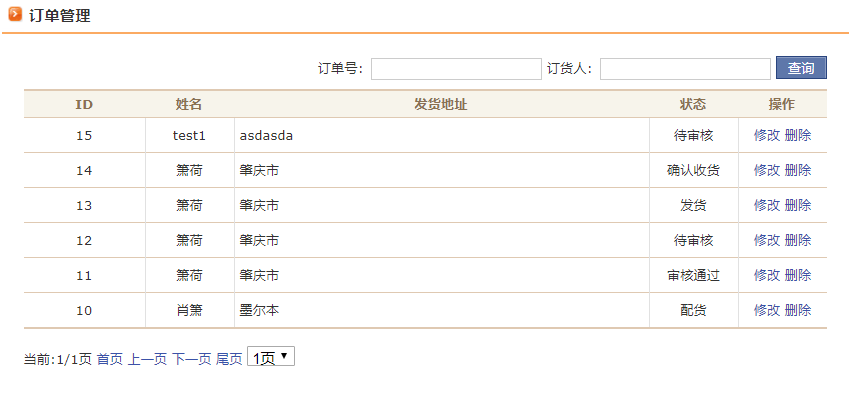 订单管理
订单号： 订货人： 查询
ID 姓名 发货地址 状态 操作
15 test1 asdasda 待审核 修改 删除
14 箫荷 肇庆市 确认收货 修改 删除
13 箫荷 肇庆市 发货 修改 删除
12 箫荷 肇庆市 待审核 修改 删除
11 箫荷 肇庆市 审核通过 修改 删除
10 肖箫 墨尔本 配货 修改 删除
当前:1/1页 首页 上一页 下一页 尾页 1页